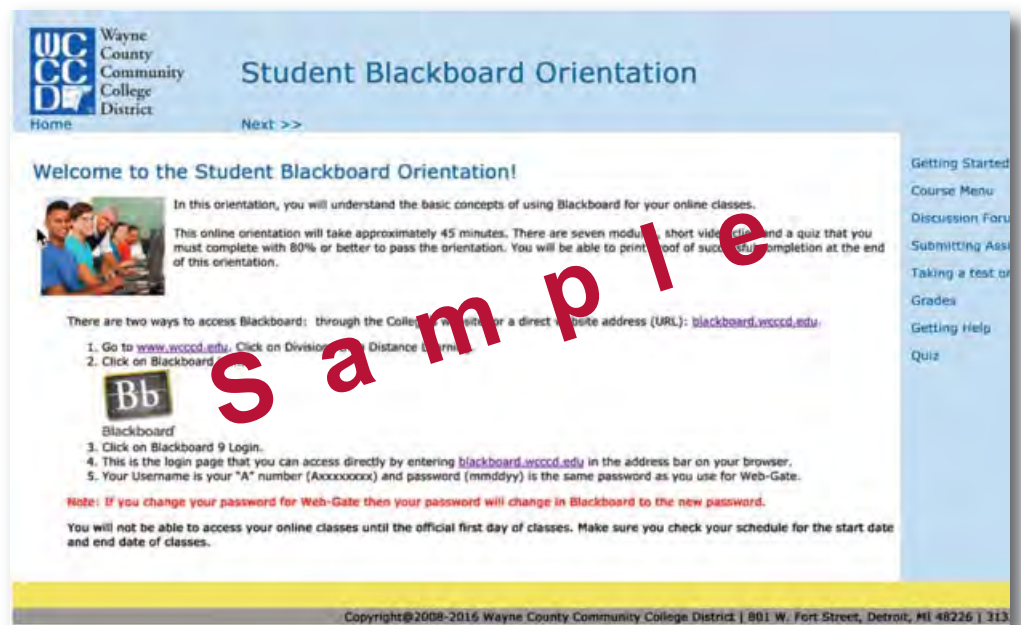 WCCCD
Wayne
County
Community
College
District
Student Blackboard Orientation
Home
Next >>
Welcome to the Student Blackboard Orientation!
In this orientation, you will understand the basic concepts of using Blackboard for your online classes.
This online orientation will take approximately 45 minutes. There are seven modules, short video clips and a quiz that you
must complete with 80% or better to pass the orientation. You will be able to print proof of successful completion at the end
of this orientation.
There are two ways to access Blackboard: through the College's website or a direct website address (URL): blackboard.wcccd.edu.
1. Go to www.wcccd.edu. Click on Division Distance
2. Click on Blackboard
Bb
Blackboard
3. Click on Blackboard 9 Login.
4. This is the login page that you can access directly by entering blackboard.wcccd.edu in the address bar on your browser.
5. Your Username is your "A" number (Axxxxxxxx) and password (mmddyy) is the same password as you use for Web-Gate.
Note: If you change your password for Web-Gate then your password will change in Blackboard to the new password.
You will not be able to access your online classes until the official first day of classes. Make sure you check your schedule for the start date
and end date of classes.
Sample
Getting Started
Course Menu
Discussion Foru
Submitting Assi
Taking a test or
Grades
Getting Help
Quiz
Copyright@2008-2016 Wayne County Community College District | 801 W. Fort Street, Detroit, MI 48226 | 313